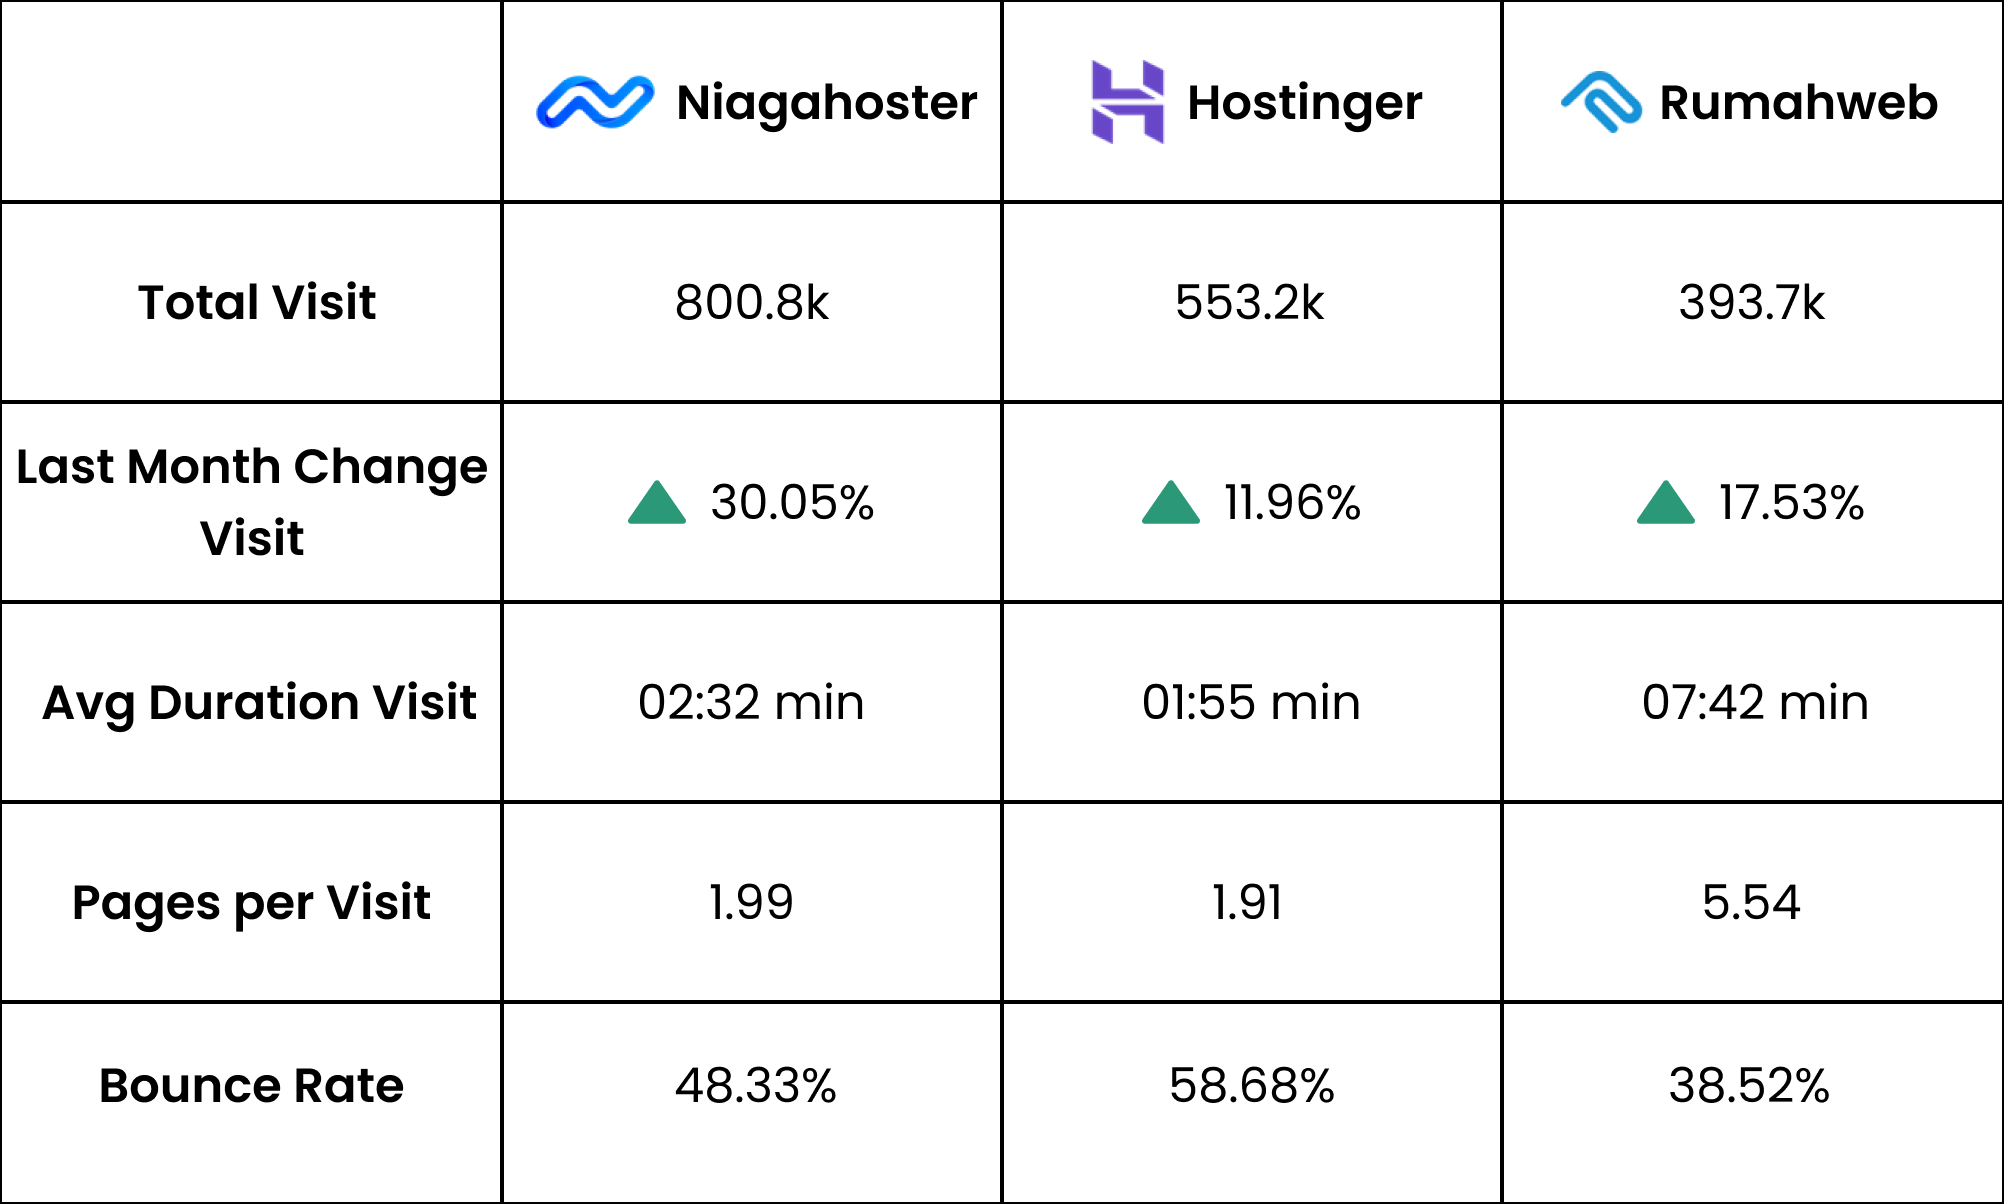 Niagahoster
Hostinger
Rumahweb
Total Visit
800.8k
553.2k
393.7k
Last Month Change
Visit
30.05%
11.96%
17.53%
Avg Duration Visit
02:32 min
01:55 min
07:42 min
Pages per Visit
1.99
1.91
5.54
Bounce Rate
48.33%
58.68%
38.52%